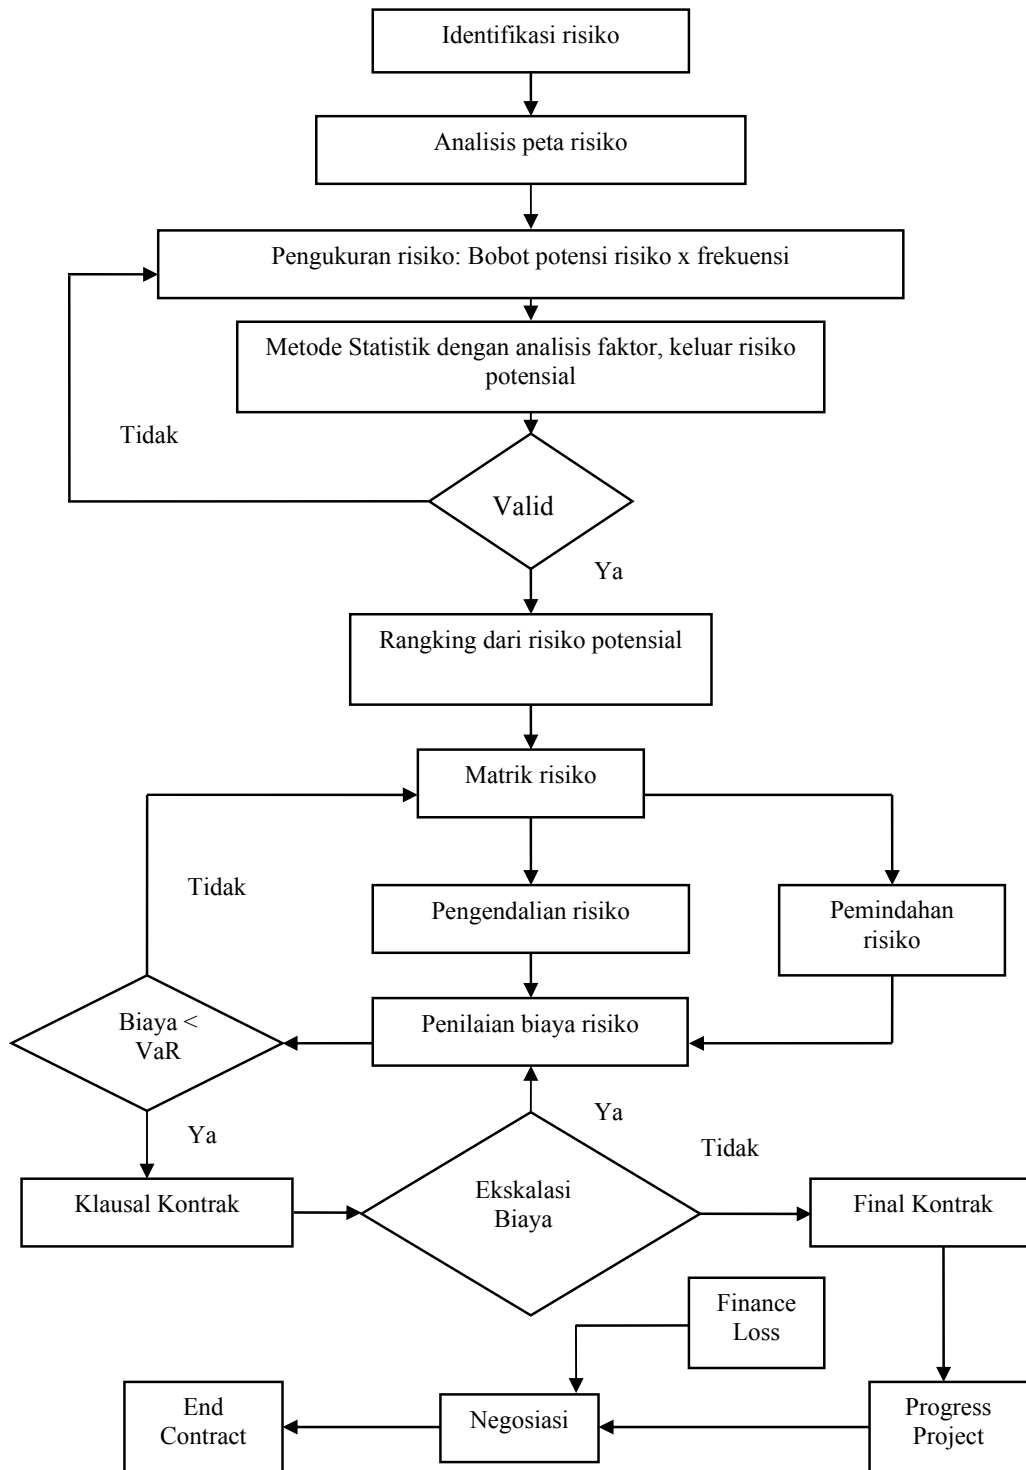 Identifikasi risiko
Analisis peta risiko
Pengukuran risiko: Bobot potensi risiko x frekuensi
Metode Statistik dengan analisis faktor, keluar risiko
potensial
Tidak
Valid
Ya
Rangking dari risiko potensial
Matrik risiko
Tidak
Pengendalian risiko
Pemindahan
risiko
Biaya <
VaR
Penilaian biaya risiko
Ya
Ya
Tidak
Klausal Kontrak
Ekskalasi
Biaya
Final Kontrak
Finance
Loss
End
Contract
Negosiasi
Progress
Project